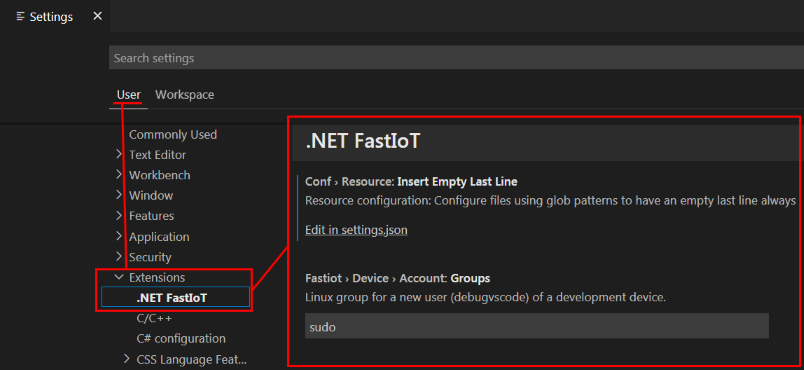 Settings
Search settings
User Workspace
Commonly Used
Text Editor
Workbench
Window
Features
Application
Security
Extensions
.NET FastIoT
C/C++
C# configuration
CSS Language Feat...
.NET FastIoT
Conf › Resource: Insert Empty Last Line
Resource configuration: Configure files using glob patterns to have an empty last line always
Edit in settings.json
Fastiot › Device › Account: Groups
Linux group for a new user (debugvscode) of a development device.
sudo